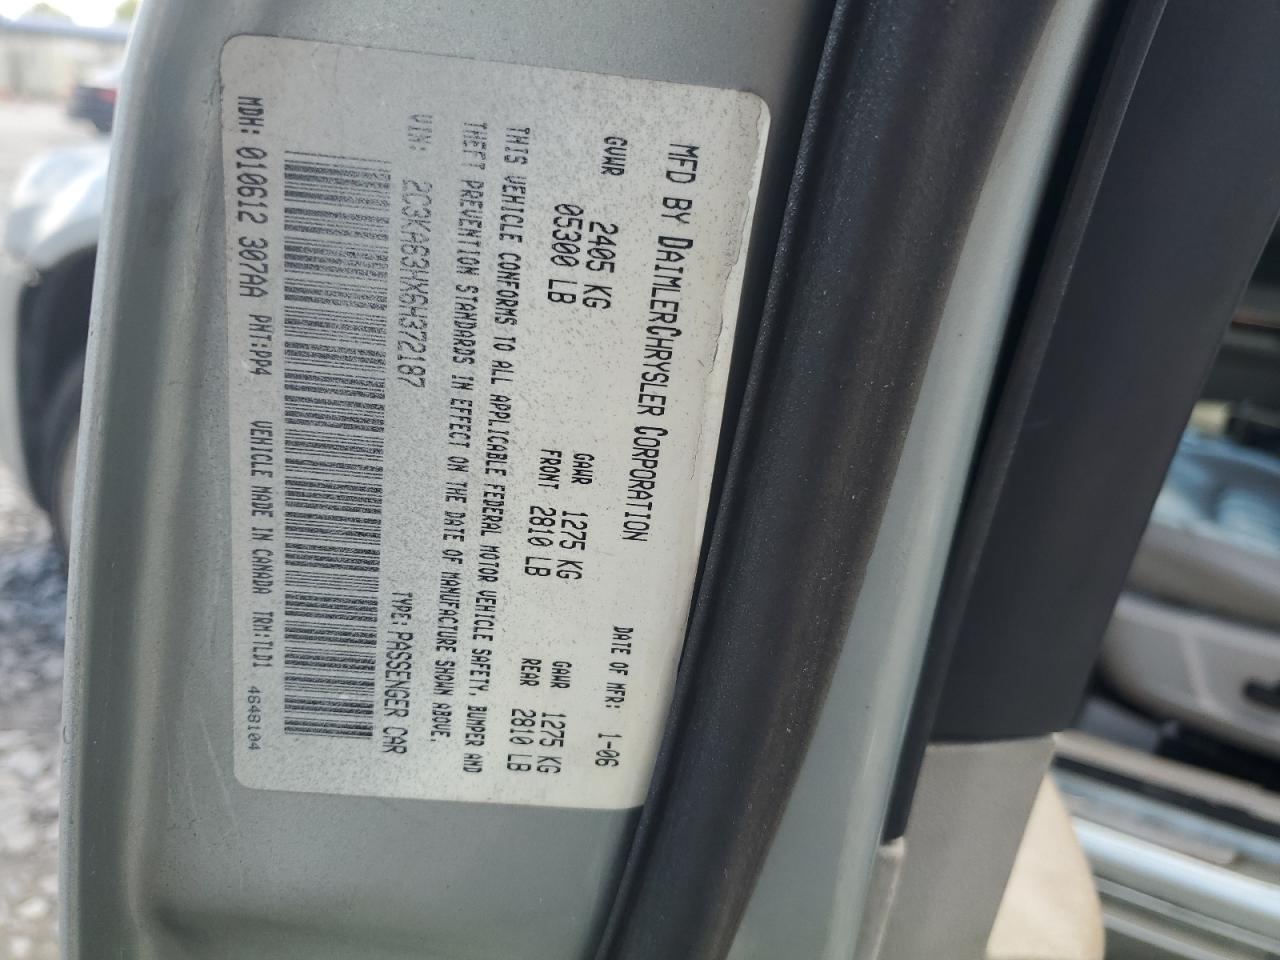 MFD BY DAIMLERCHRYSLER CORPORATION
DATE OF MFR: 1-06
GVWR 2405 KG
05300 LB
GAWR 1275 KG
FRONT 2810 LB
GAWR 1275 KG
REAR 2810 LB
THIS VEHICLE CONFORMS TO ALL APPLICABLE FEDERAL MOTOR VEHICLE SAFETY, BUMPER AND
THEFT PREVENTION STANDARDS IN EFFECT ON THE DATE OF MANUFACTURE SHOWN ABOVE.
VIN: 2C3KA63HX6H372187 TYPE: PASSENGER CAR
MDH: 010612 307AA PNT:PP4 VEHICLE MADE IN CANADA TRM:TLD1 4648104